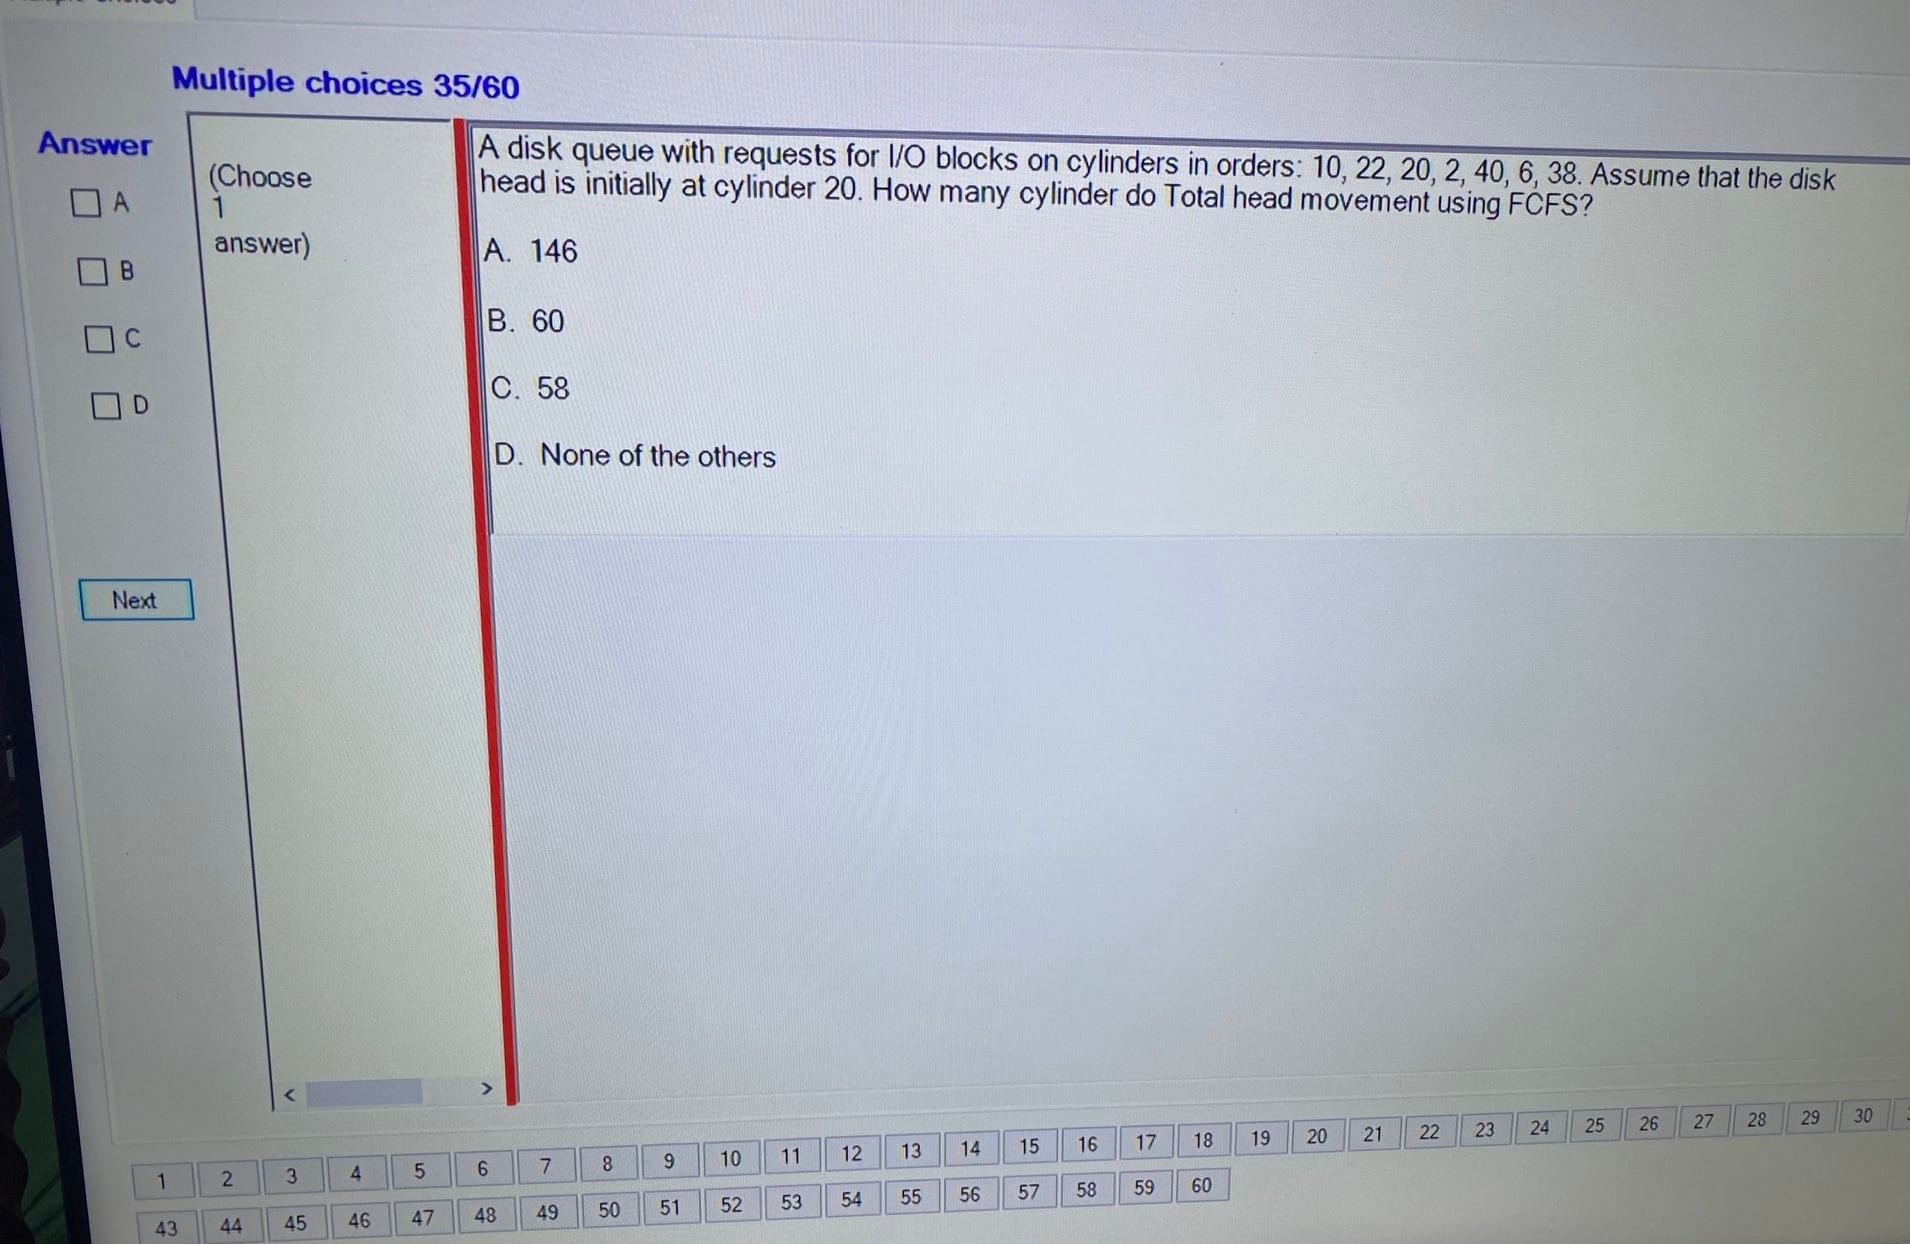 Multiple choices 35/60
Answer
A
B
C
D
Next
(Choose
1
answer)
A disk queue with requests for I/O blocks on cylinders in orders: 10, 22, 20, 2, 40, 6, 38. Assume that the disk
head is initially at cylinder 20. How many cylinder do Total head movement using FCFS?
A. 146
B. 60
C. 58
D. None of the others
< >
1 2 3 4 5 6 7 8 9 10 11 12 13 14 15 16 17 18 19 20 21 22 23 24 25 26 27 28 29 30
43 44 45 46 47 48 49 50 51 52 53 54 55 56 57 58 59 60